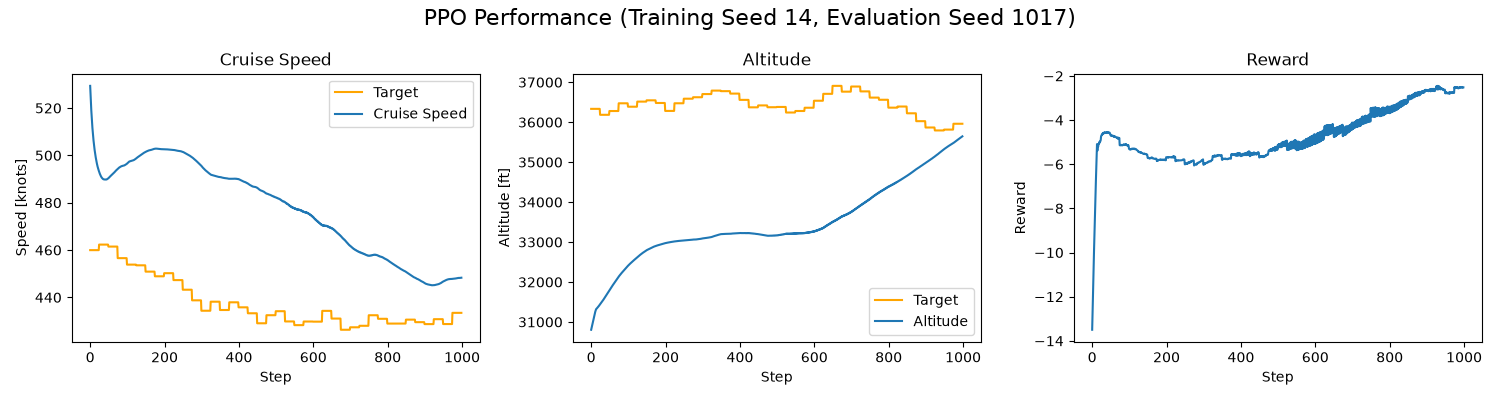 PPO Performance (Training Seed 14, Evaluation Seed 1017)
Cruise Speed
Speed [knots]
520
500
480
460
440
Target
Cruise Speed
0 200 400 600 800 1000
Step
Altitude
Altitude [ft]
37000
36000
35000
34000
33000
32000
31000
Target
Altitude
0 200 400 600 800 1000
Step
Reward
Reward
−2
−4
−6
−8
−10
−12
−14
0 200 400 600 800 1000
Step